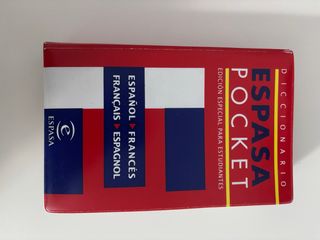 DICCIONARIO
ESPASA
POCKET
EDICIÓN ESPECIAL PARA ESTUDIANTES
ESPAÑOL ▸ FRANCÉS
FRANÇAIS ▸ ESPAGNOL
e
ESPASA